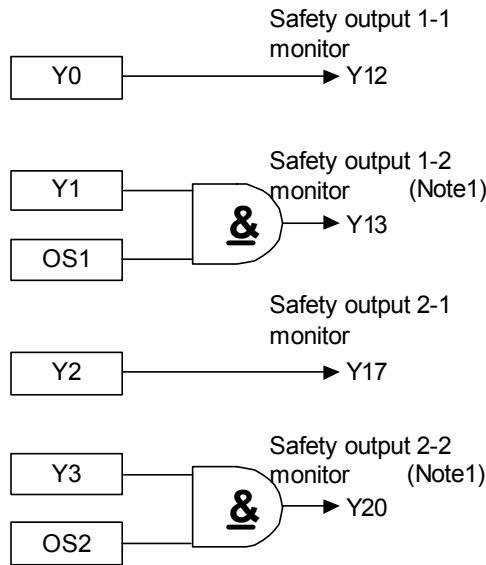 Safety output 1-1
monitor
Y0
Y12
Safety output 1-2
monitor (Note1)
Y1
&
Y13
OS1
Safety output 2-1
monitor
Y2
Y17
Safety output 2-2
monitor (Note1)
Y3
&
Y20
OS2